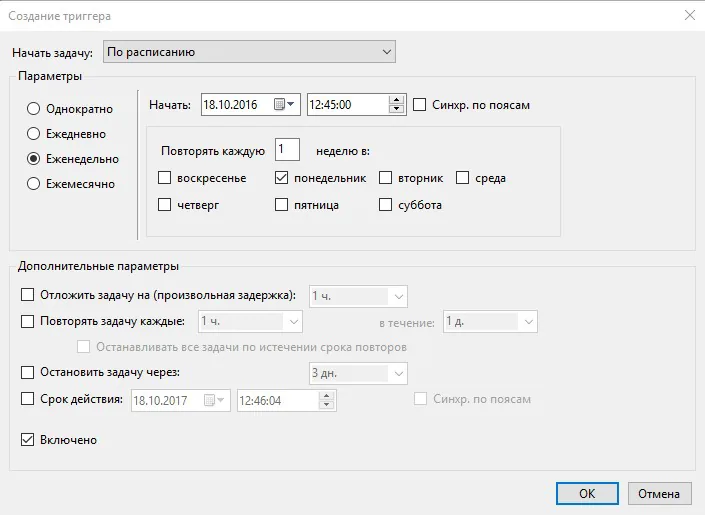 Создание триггера
Начать задачу: По расписанию
Параметры
Однократно
Ежедневно
Еженедельно
Ежемесячно
Начать: 18.10.2016 12:45:00 Синхр. по поясам
Повторять каждую 1 неделю в:
воскресенье понедельник вторник среда
четверг пятница суббота
Дополнительные параметры
Отложить задачу на (произвольная задержка): 1 ч.
Повторять задачу каждые: 1 ч. в течение: 1 д.
Останавливать все задачи по истечении срока повторов
Остановить задачу через: 3 дн.
Срок действия: 18.10.2017 12:46:04 Синхр. по поясам
Включено
OK Отмена